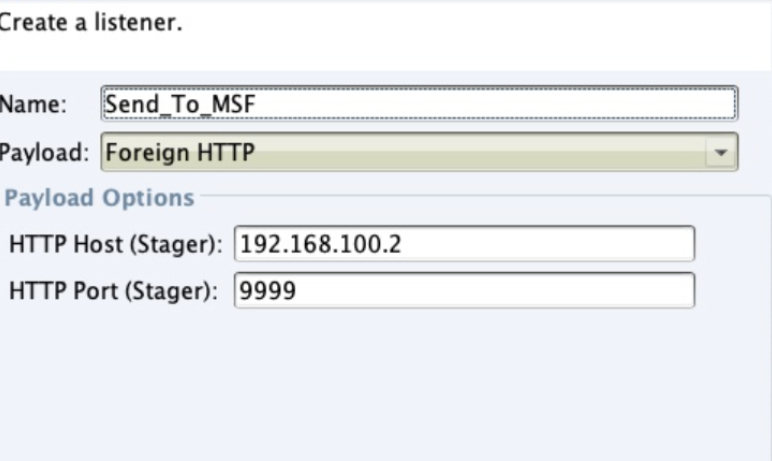 Create a listener.
Name: Send_To_MSF
Payload: Foreign HTTP
Payload Options
HTTP Host (Stager): 192.168.100.2
HTTP Port (Stager): 9999